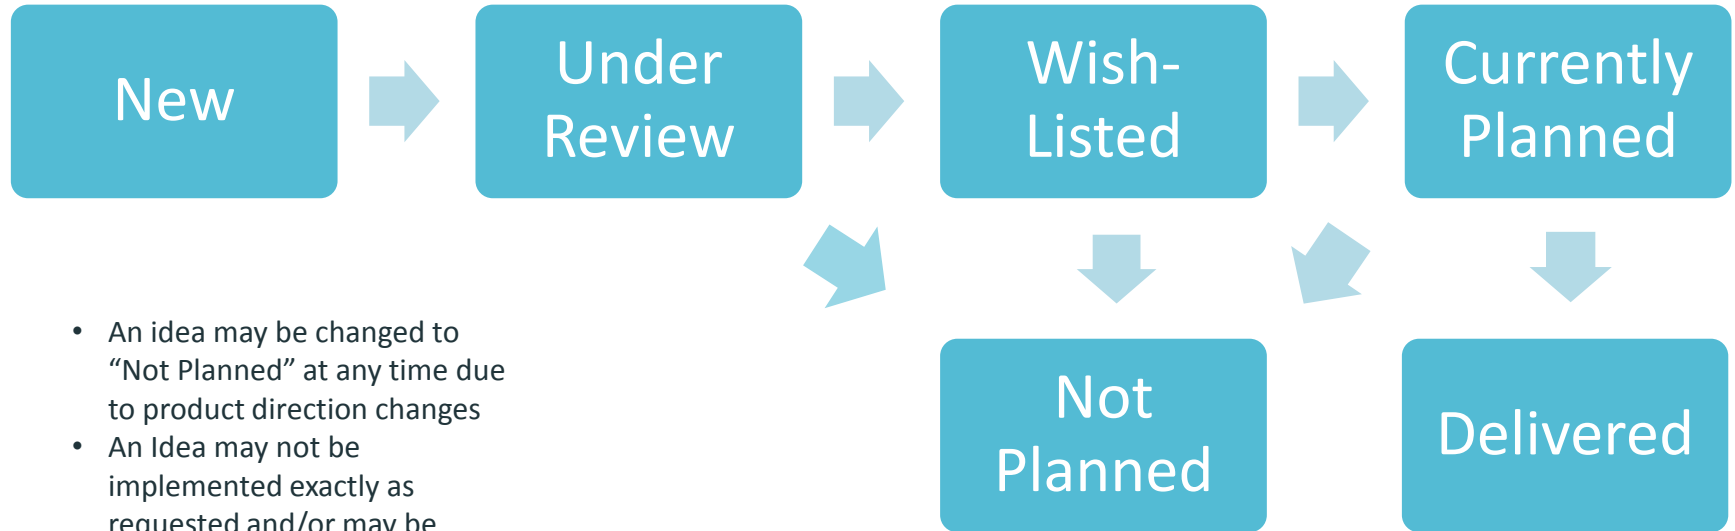 New
Under
Review
Wish-
Listed
Currently
Planned
• An idea may be changed to
“Not Planned” at any time due
to product direction changes
• An Idea may not be
implemented exactly as
requested and/or may be
Not
Planned
Delivered